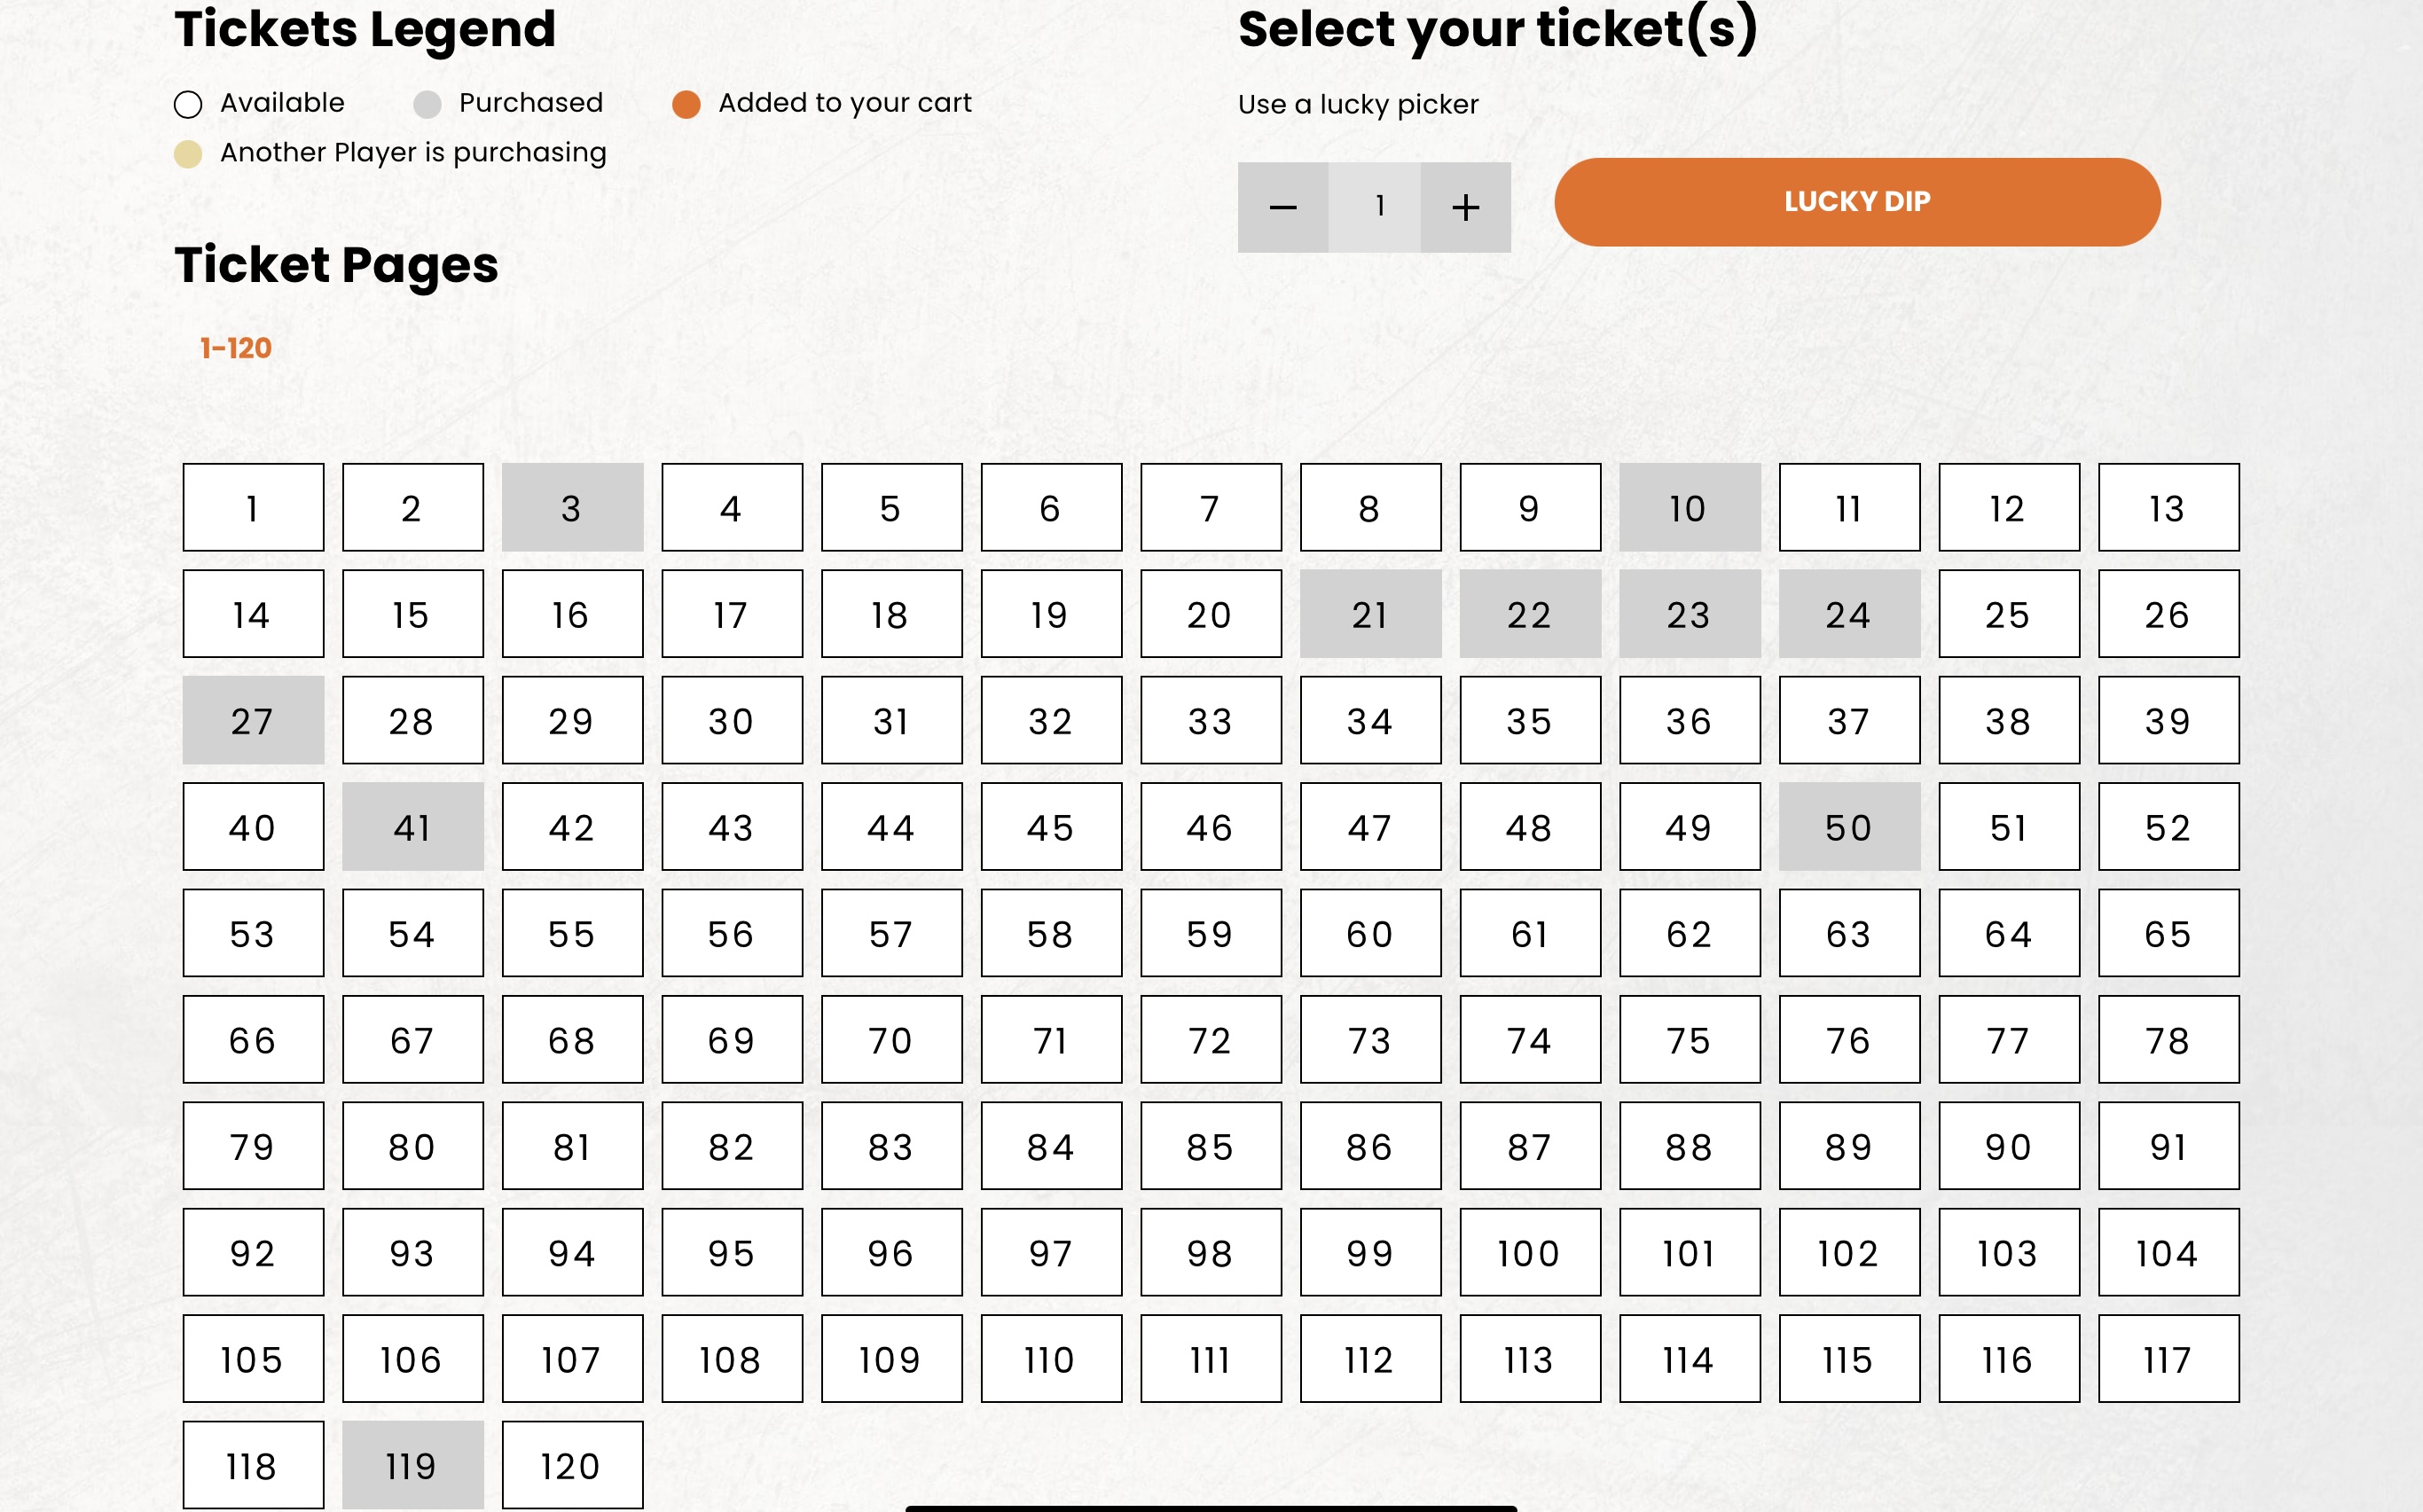 Tickets Legend
Available Purchased Added to your cart
Another Player is purchasing
Select your ticket(s)
Use a lucky picker
− 1 + LUCKY DIP
Ticket Pages
1-120
1 2 3 4 5 6 7 8 9 10 11 12 13
14 15 16 17 18 19 20 21 22 23 24 25 26
27 28 29 30 31 32 33 34 35 36 37 38 39
40 41 42 43 44 45 46 47 48 49 50 51 52
53 54 55 56 57 58 59 60 61 62 63 64 65
66 67 68 69 70 71 72 73 74 75 76 77 78
79 80 81 82 83 84 85 86 87 88 89 90 91
92 93 94 95 96 97 98 99 100 101 102 103 104
105 106 107 108 109 110 111 112 113 114 115 116 117
118 119 120